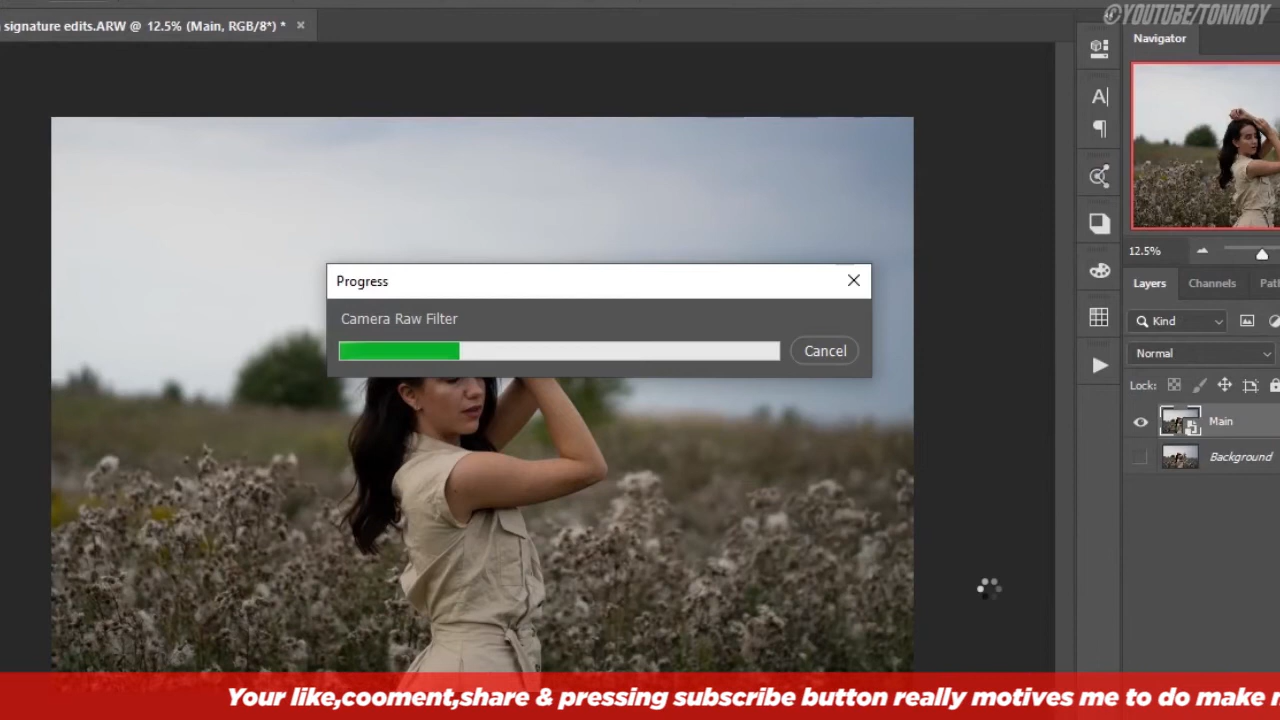 ©YOUTUBE/TONMOY
signature edits.ARW @ 12.5% (Main, RGB/8*) * ×
Navigator
Progress
Camera Raw Filter
Cancel
12.5%
Layers Channels Pat
Kind
Normal
Lock:
Main
Background
Your like,cooment,share & pressing subscribe button really motives me to do make